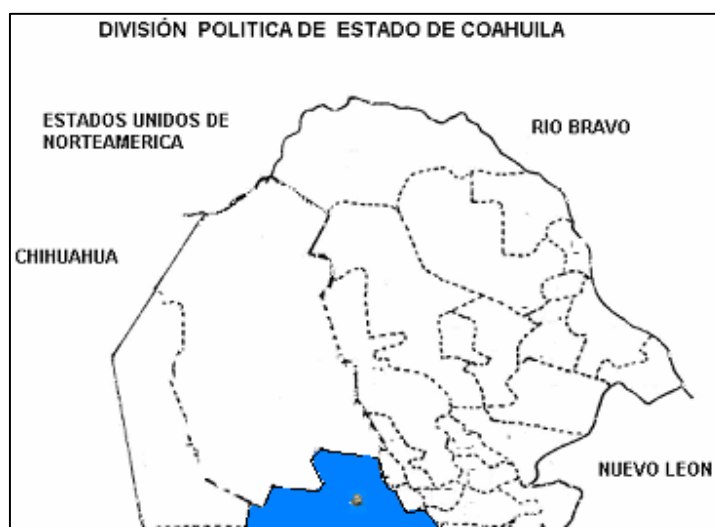 DIVISIÓN POLITICA DE ESTADO DE COAHUILA
ESTADOS UNIDOS DE
NORTEAMERICA
RIO BRAVO
CHIHUAHUA
NUEVO LEON